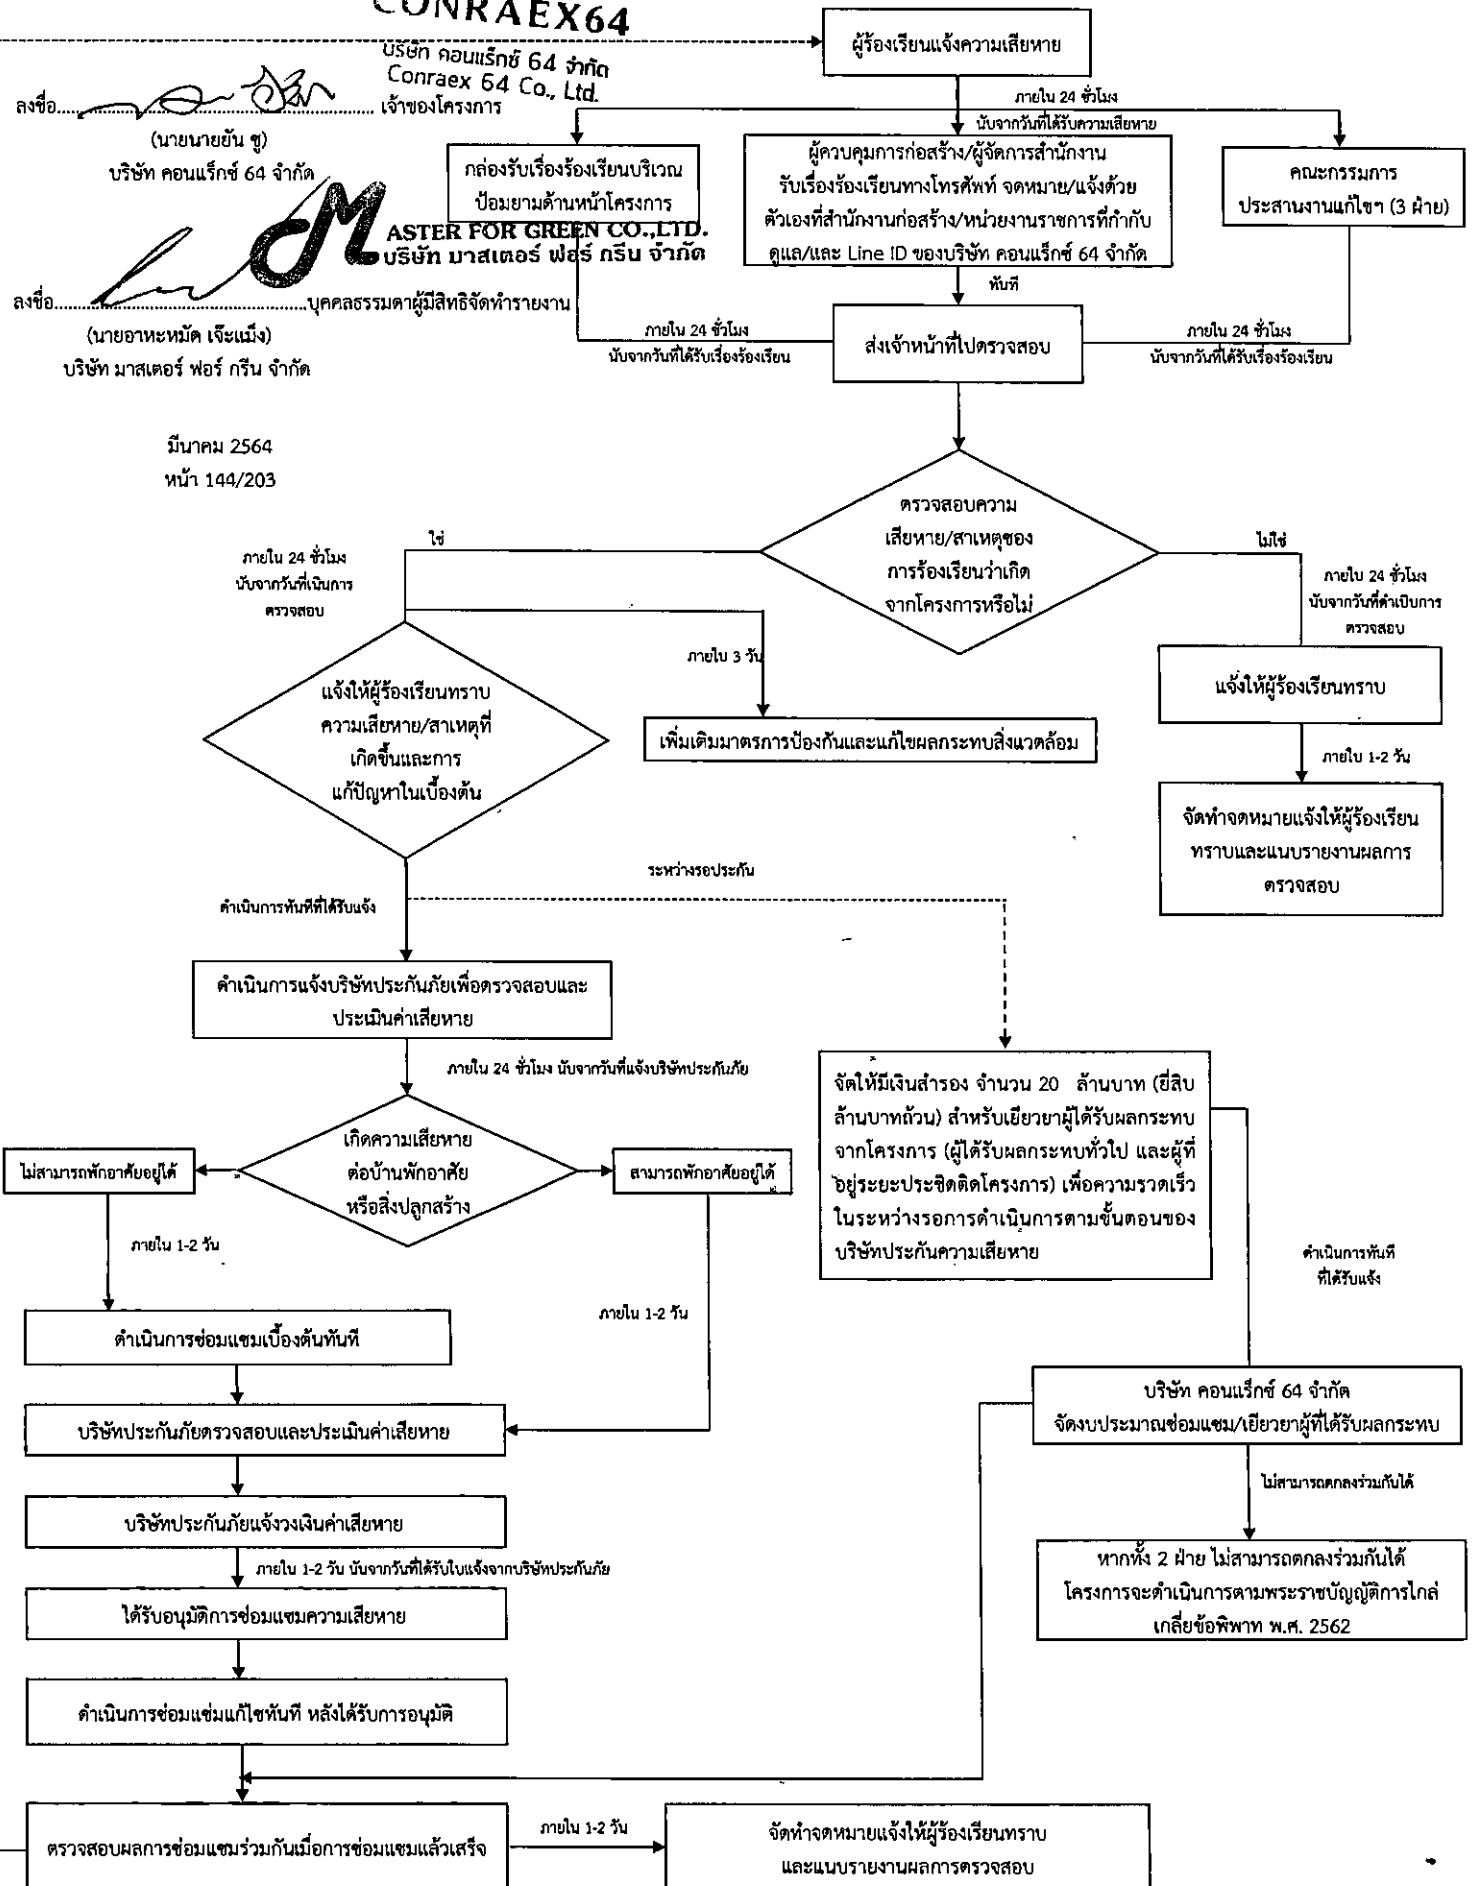 CONRAEX64
บริษัท คอนแร็กซ์ 64 จำกัด
Conraex 64 Co., Ltd.
ลงชื่อ.......................................................เจ้าของโครงการ
(นายนายยัน ชู)
บริษัท คอนแร็กซ์ 64 จำกัด
MASTER FOR GREEN CO.,LTD.
บริษัท มาสเตอร์ ฟอร์ กรีน จำกัด
ลงชื่อ............................................บุคคลธรรมดาผู้มีสิทธิจัดทำรายงาน
(นายอาหะหมัด เจ๊ะแม็ง)
บริษัท มาสเตอร์ ฟอร์ กรีน จำกัด
มีนาคม 2564
หน้า 144/203
ผู้ร้องเรียนแจ้งความเสียหาย
ภายใน 24 ชั่วโมง
นับจากวันที่ได้รับความเสียหาย
กล่องรับเรื่องร้องเรียนบริเวณ
ป้อมยามด้านหน้าโครงการ
ผู้ควบคุมการก่อสร้าง/ผู้จัดการสำนักงาน
รับเรื่องร้องเรียนทางโทรศัพท์ จดหมาย/แจ้งด้วย
ตัวเองที่สำนักงานก่อสร้าง/หน่วยงานราชการที่กำกับ
ดูแล/และ Line ID ของบริษัท คอนแร็กซ์ 64 จำกัด
คณะกรรมการ
ประสานงานแก้ไขฯ (3 ฝ่าย)
ทันที
ภายใน 24 ชั่วโมง
นับจากวันที่ได้รับเรื่องร้องเรียน
ส่งเจ้าหน้าที่ไปตรวจสอบ
ภายใน 24 ชั่วโมง
นับจากวันที่ได้รับเรื่องร้องเรียน
ตรวจสอบความ
เสียหาย/สาเหตุของ
การร้องเรียนว่าเกิด
จากโครงการหรือไม่
ใช่
ไม่ใช่
ภายใน 24 ชั่วโมง
นับจากวันที่เนินการ
ตรวจสอบ
ภายใน 24 ชั่วโมง
นับจากวันที่ดำเนินการ
ตรวจสอบ
ภายใน 3 วัน
แจ้งให้ผู้ร้องเรียนทราบ
ความเสียหาย/สาเหตุที่
เกิดขึ้นและการ
แก้ปัญหาในเบื้องต้น
เพิ่มเติมมาตรการป้องกันและแก้ไขผลกระทบสิ่งแวดล้อม
แจ้งให้ผู้ร้องเรียนทราบ
ภายใน 1-2 วัน
จัดทำจดหมายแจ้งให้ผู้ร้องเรียน
ทราบและแนบรายงานผลการ
ตรวจสอบ
ระหว่างรอประกัน
ดำเนินการทันทีที่ได้รับแจ้ง
ดำเนินการแจ้งบริษัทประกันภัยเพื่อตรวจสอบและ
ประเมินค่าเสียหาย
ภายใน 24 ชั่วโมง นับจากวันที่แจ้งบริษัทประกันภัย
จัดให้มีเงินสำรอง จำนวน 20 ล้านบาท (ยี่สิบ
ล้านบาทถ้วน) สำหรับเยียวยาผู้ได้รับผลกระทบ
จากโครงการ (ผู้ได้รับผลกระทบทั่วไป และผู้ที่
อยู่ระยะประชิดติดโครงการ) เพื่อความรวดเร็ว
ในระหว่างรอการดำเนินการตามขั้นตอนของ
บริษัทประกันความเสียหาย
ไม่สามารถพักอาศัยอยู่ได้
เกิดความเสียหาย
ต่อบ้านพักอาศัย
หรือสิ่งปลูกสร้าง
สามารถพักอาศัยอยู่ได้
ภายใน 1-2 วัน
ภายใน 1-2 วัน
ดำเนินการทันที
ที่ได้รับแจ้ง
ดำเนินการซ่อมแซมเบื้องต้นทันที
บริษัทประกันภัยตรวจสอบและประเมินค่าเสียหาย
บริษัท คอนแร็กซ์ 64 จำกัด
จัดงบประมาณซ่อมแซม/เยียวยาผู้ที่ได้รับผลกระทบ
ไม่สามารถตกลงร่วมกันได้
บริษัทประกันภัยแจ้งวงเงินค่าเสียหาย
ภายใน 1-2 วัน นับจากวันที่ได้รับใบแจ้งจากบริษัทประกันภัย
หากทั้ง 2 ฝ่าย ไม่สามารถตกลงร่วมกันได้
โครงการจะดำเนินการตามพระราชบัญญัติการไกล่
เกลี่ยข้อพิพาท พ.ศ. 2562
ได้รับอนุมัติการซ่อมแซมความเสียหาย
ดำเนินการซ่อมแซ่มแก้ไขทันที หลังได้รับการอนุมัติ
ตรวจสอบผลการซ่อมแซมร่วมกันเมื่อการซ่อมแซมแล้วเสร็จ
ภายใน 1-2 วัน
จัดทำจดหมายแจ้งให้ผู้ร้องเรียนทราบ
และแนบรายงานผลการตรวจสอบ